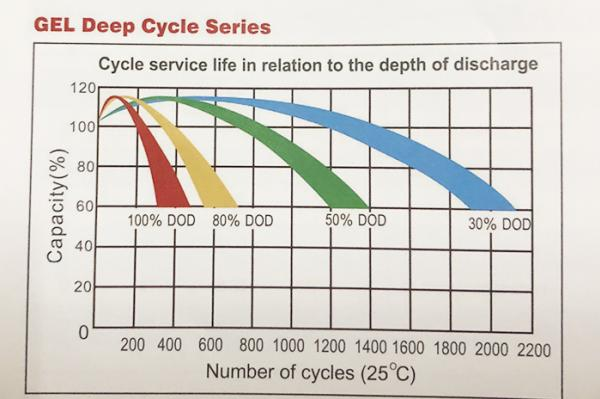 GEL Deep Cycle Series
Cycle service life in relation to the depth of discharge
Capacity(%)
120
100
80
60
40
20
0
100% DOD 80% DOD 50% DOD 30% DOD
200 400 600 800 1000 1200 1400 1600 1800 2000 2200
Number of cycles (25°C)